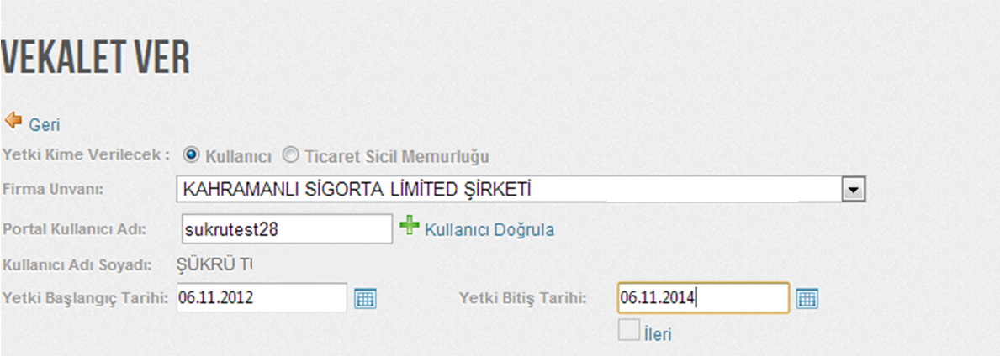 VEKALET VER
Geri
Yetki Kime Verilecek : Kullanıcı Ticaret Sicil Memurluğu
Firma Unvanı: KAHRAMANLI SİGORTA LİMİTED ŞİRKETİ
Portal Kullanıcı Adı: sukrutest28 Kullanıcı Doğrula
Kullanıcı Adı Soyadı: ŞÜKRÜ
Yetki Başlangıç Tarihi: 06.11.2012 Yetki Bitiş Tarihi: 06.11.2014
İleri